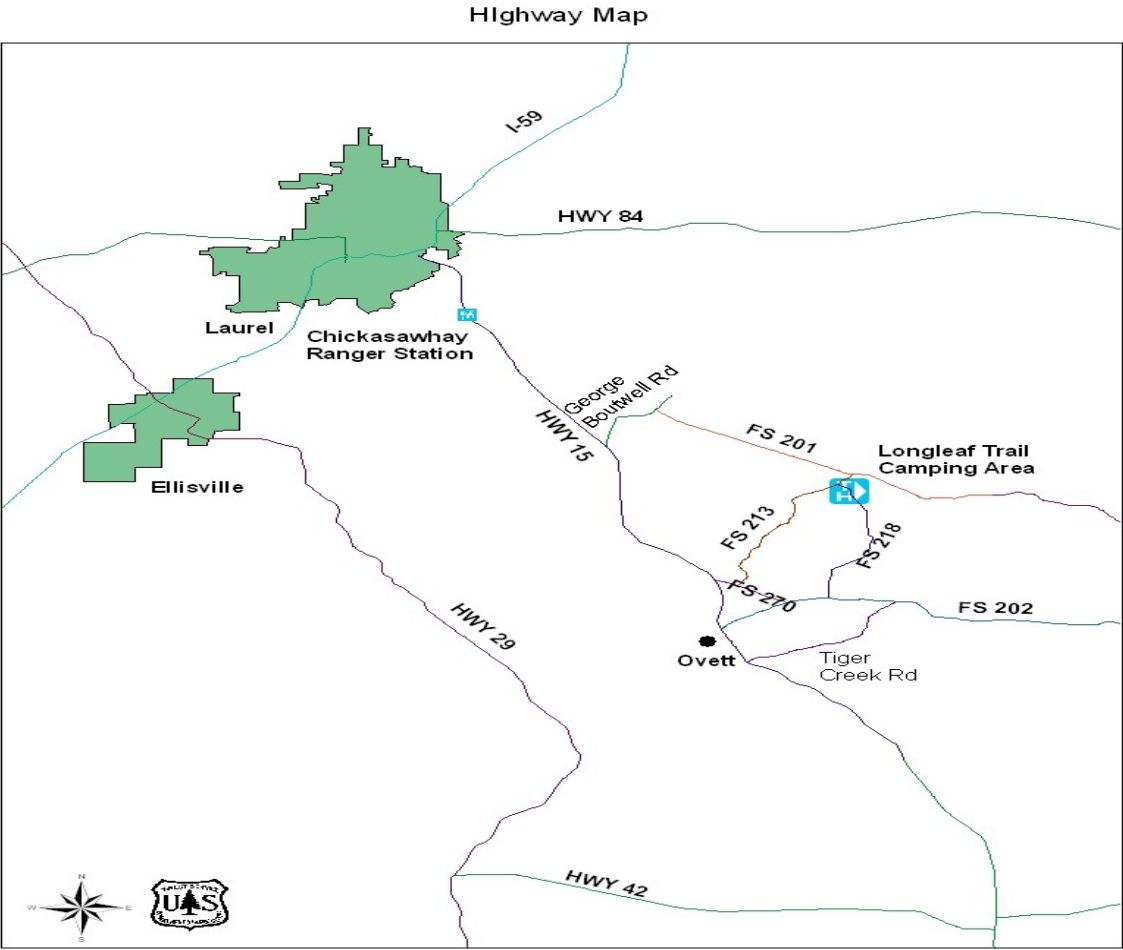 HIghway Map
I-59
HWY 84
Laurel
Chickasawhay
Ranger Station
George
Boutwell Rd
HWY 15
FS 201
Longleaf Trail
Camping Area
Ellisville
FS 213
FS 218
FS 270
FS 202
HWY 29
Ovett
Tiger
Creek Rd
HWY 42
N
W
E
S
U S